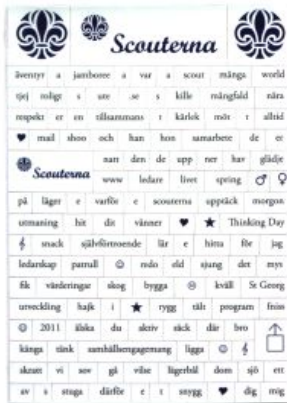 Scouterna
äventyr a jamboree a var a scout många world
tjej roligt s ute .se s kille mångfald nära
respekt er en tillsammans t kärlek möt r alltid
♥ mail shoo och han hon samarbete de er
natt den de upp ner hav glädje
Scouterna www ledare livet spring ♂ ♀
på läger e varför e scouterna upptäck morgon
utmaning hit dit vänner ♥ ★ Thinking Day
snack självförtroende lär e hitta för jag
ledarskap patrull ☺ redo eld sjung det mys
fik värderingar skog bygga ☹ kväll St Georg
utveckling hajk i ★ rygg tält program friss
☺ 2011 älska du aktiv säck där bro ↑
känga tänk samhällsengagemang ligga ☺
skratt vi sov gå vilse lägerbål dom sjö ett
av s stuga därför e t snygg ♥ dig mig